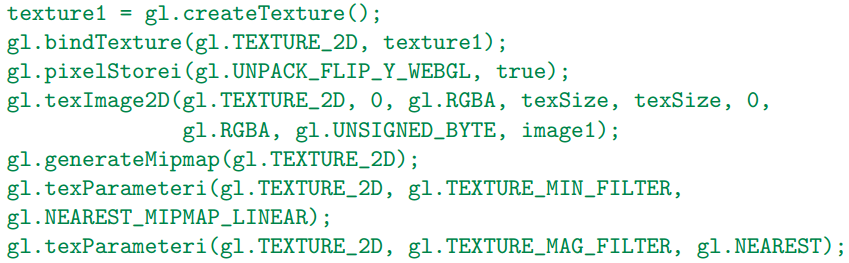 texture1 = gl.createTexture();
gl.bindTexture(gl.TEXTURE_2D, texture1);
gl.pixelStorei(gl.UNPACK_FLIP_Y_WEBGL, true);
gl.texImage2D(gl.TEXTURE_2D, 0, gl.RGBA, texSize, texSize, 0,
gl.RGBA, gl.UNSIGNED_BYTE, image1);
gl.generateMipmap(gl.TEXTURE_2D);
gl.texParameteri(gl.TEXTURE_2D, gl.TEXTURE_MIN_FILTER,
gl.NEAREST_MIPMAP_LINEAR);
gl.texParameteri(gl.TEXTURE_2D, gl.TEXTURE_MAG_FILTER, gl.NEAREST);